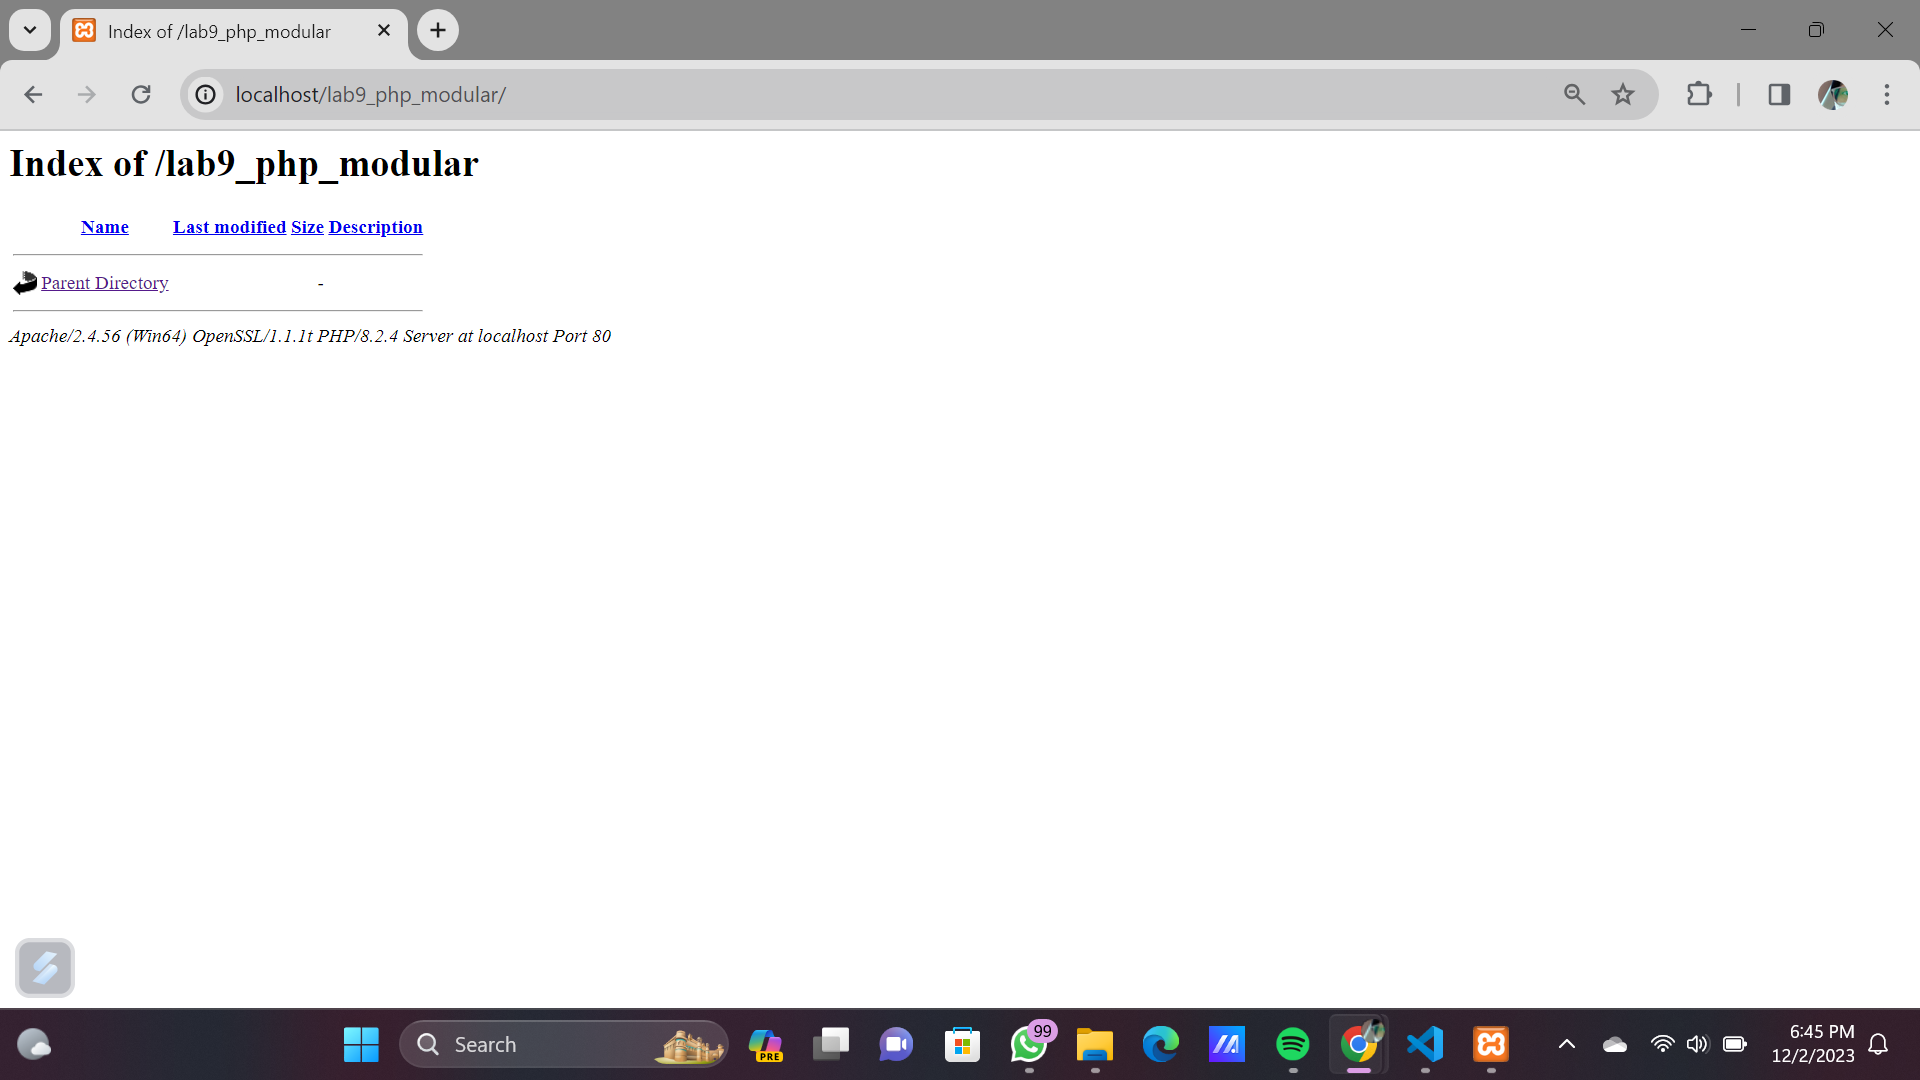 Index of /lab9_php_modular
localhost/lab9_php_modular/
Index of /lab9_php_modular
Name Last modified Size Description
Parent Directory -
Apache/2.4.56 (Win64) OpenSSL/1.1.1t PHP/8.2.4 Server at localhost Port 80
Search
PRE
99
6:45 PM
12/2/2023